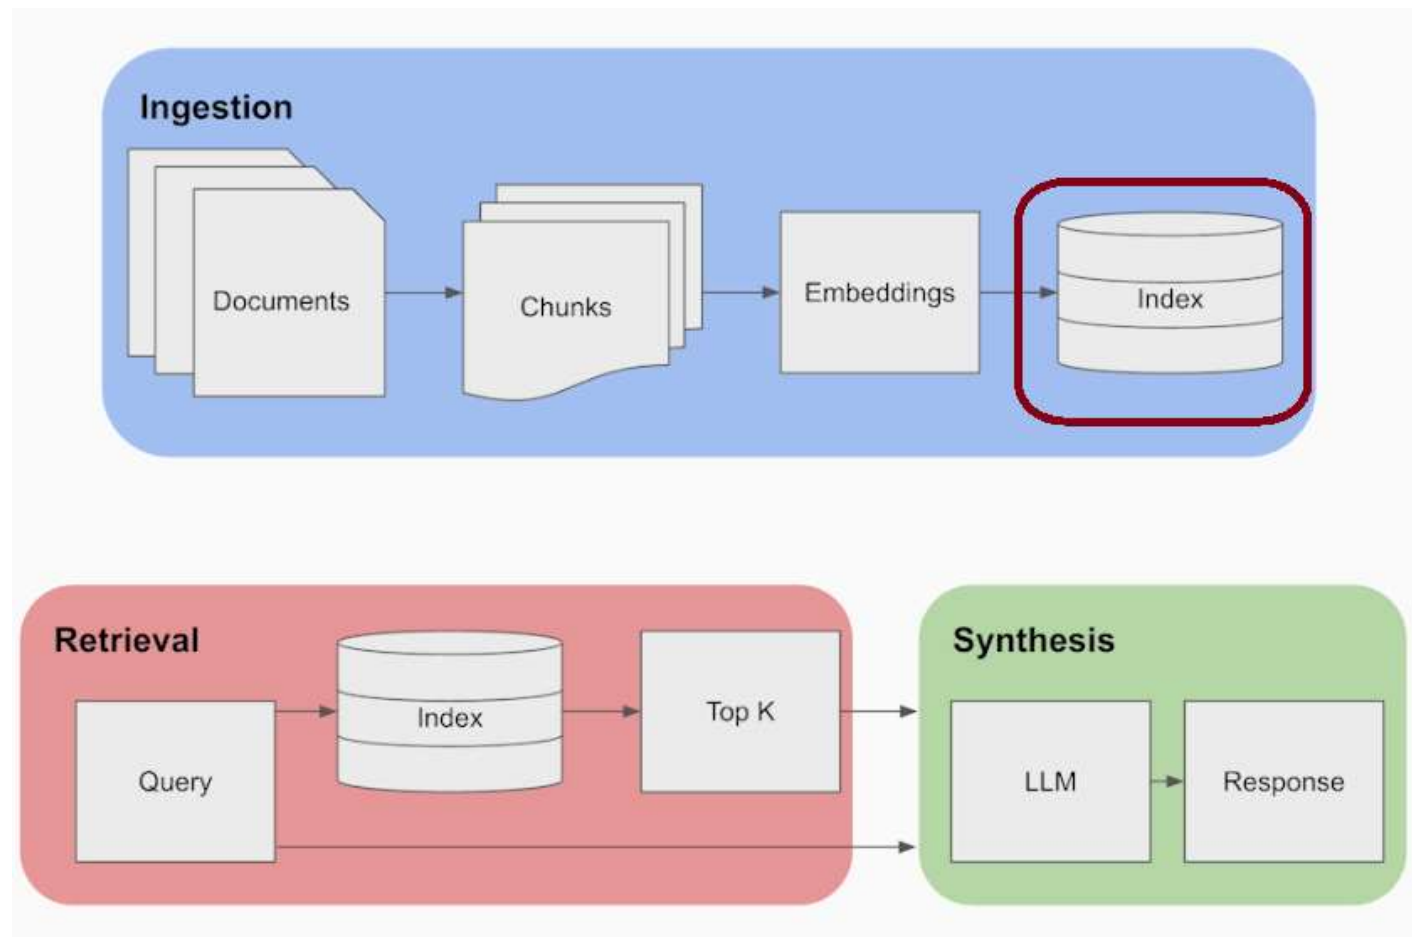 Ingestion
Documents
Chunks
Embeddings
Index
Retrieval
Query
Index
Top K
Synthesis
LLM
Response